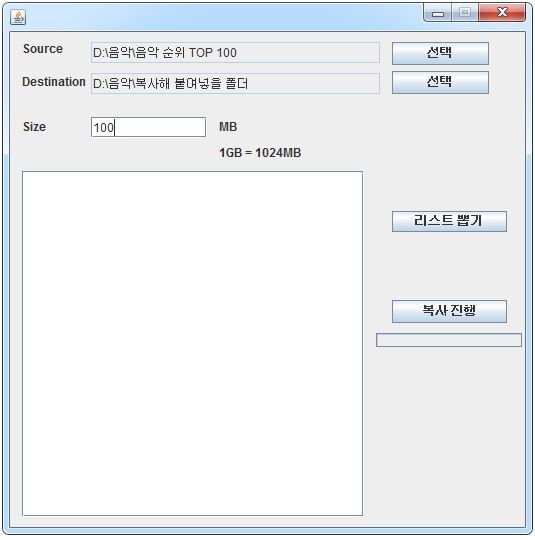 Source D:\음악\음악 순위 TOP 100 선택
Destination D:\음악\복사해 붙여넣을 폴더 선택
Size 100 MB
1GB = 1024MB
리스트 뽑기
복사 진행